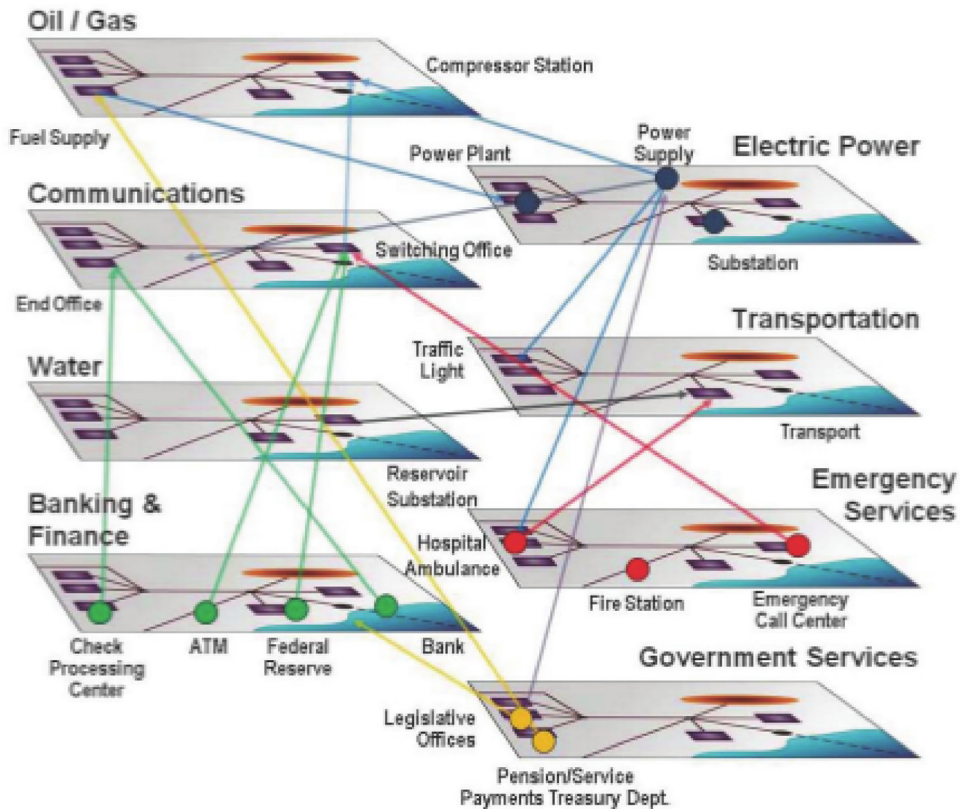 Oil / Gas
Compressor Station
Fuel Supply
Power
Supply
Power Plant
Electric Power
Substation
Communications
Switching Office
End Office
Transportation
Traffic
Light
Transport
Water
Reservoir
Substation
Emergency
Services
Hospital
Ambulance
Fire Station
Emergency
Call Center
Banking &
Finance
Check
Processing
Center
ATM
Federal
Reserve
Bank
Government Services
Legislative
Offices
Pension/Service
Payments Treasury Dept.